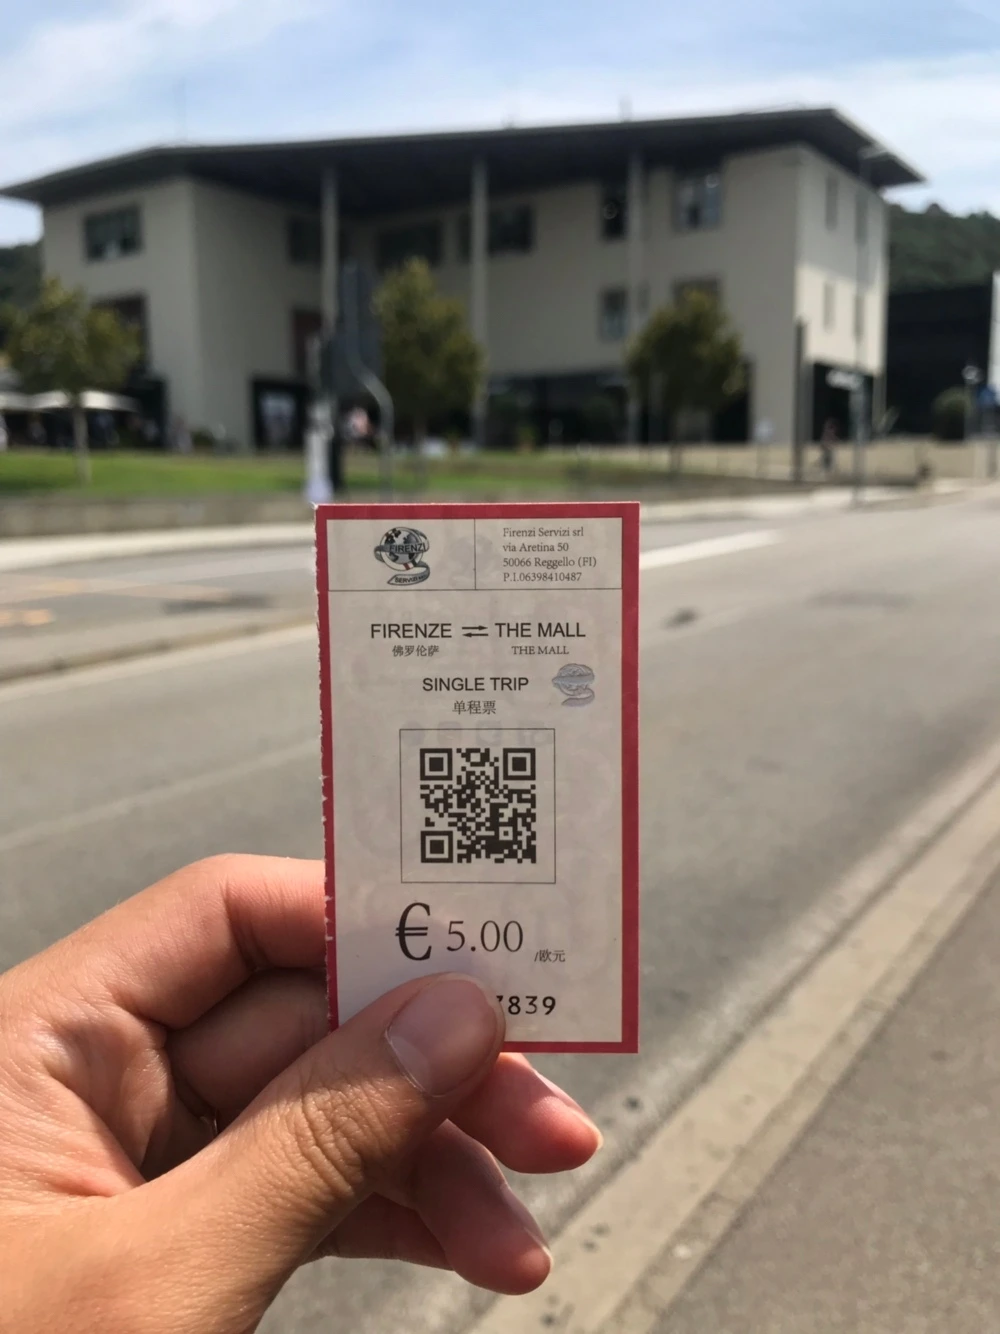 FIRENZI
SERVIZI
Firenzi Servizi srl
via Aretina 50
50066 Reggello (FI)
P.I.06398410487
FIRENZE ⇌ THE MALL
佛罗伦萨 THE MALL
SINGLE TRIP
单程票
€ 5.00 /欧元
7839